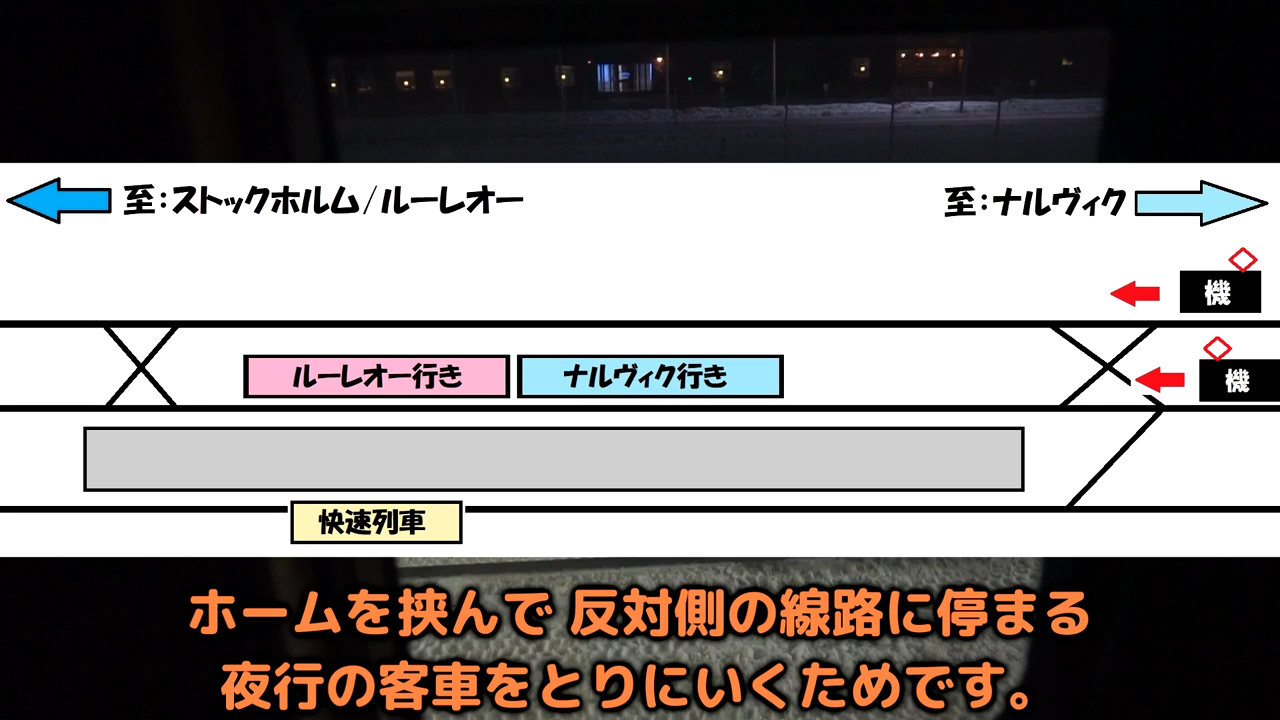 至:ストックホルム/ルーレオー
至:ナルヴィク
機
機
ルーレオー行き
ナルヴィク行き
快速列車
ホームを挟んで 反対側の線路に停まる
夜行の客車をとりにいくためです。